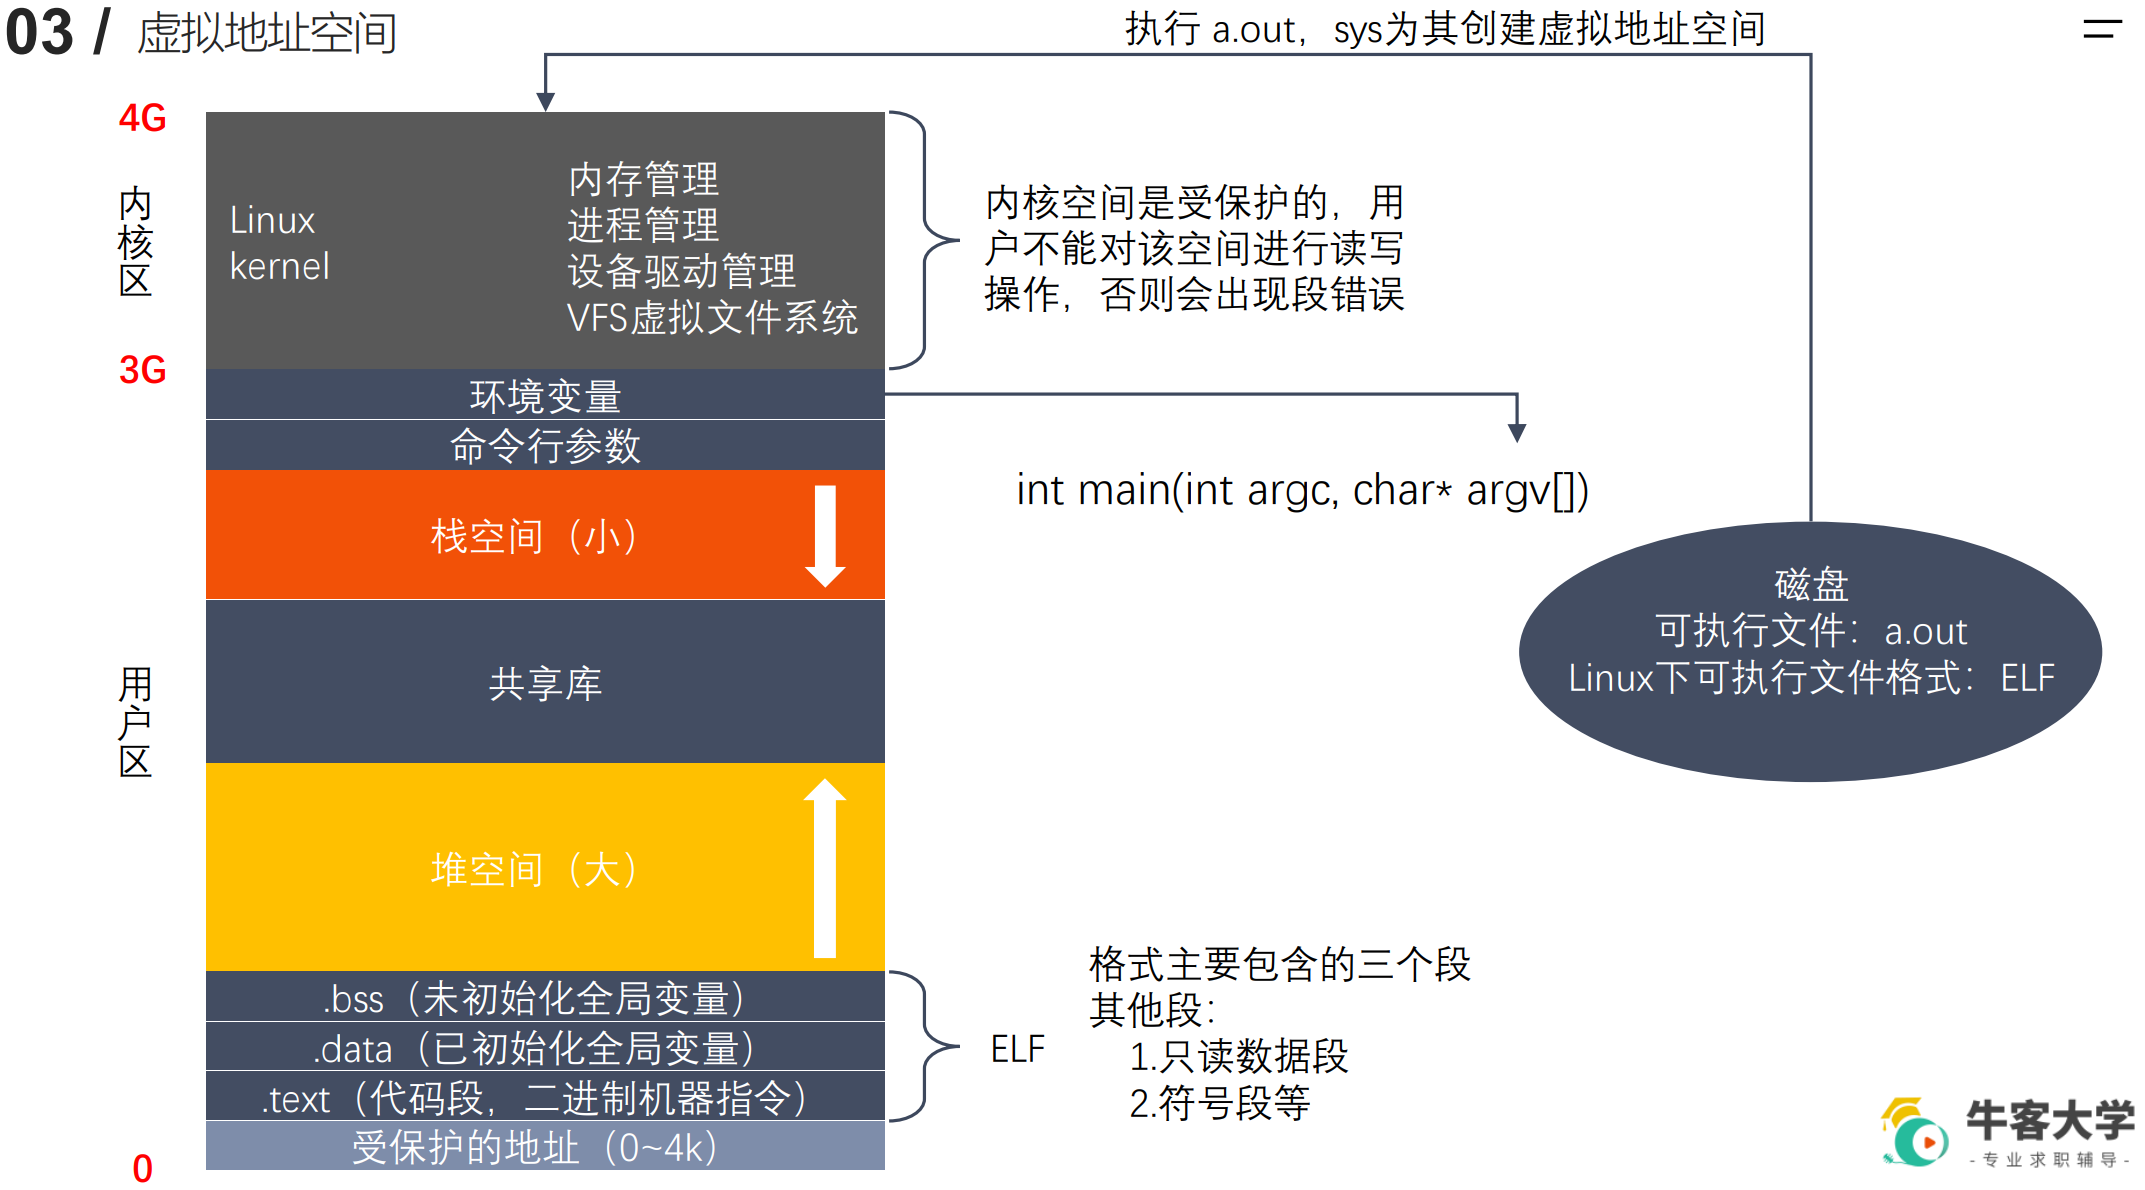 03 / 虚拟地址空间
执行 a.out，sys为其创建虚拟地址空间
4G
内核区
Linux
kernel
内存管理
进程管理
设备驱动管理
VFS虚拟文件系统
内核空间是受保护的，用
户不能对该空间进行读写
操作，否则会出现段错误
3G
环境变量
命令行参数
int main(int argc, char* argv[])
栈空间（小）
磁盘
可执行文件：a.out
Linux下可执行文件格式：ELF
用户区
共享库
堆空间（大）
.bss（未初始化全局变量）
.data（已初始化全局变量）
.text（代码段，二进制机器指令）
受保护的地址（0~4k）
0
ELF
格式主要包含的三个段
其他段：
1.只读数据段
2.符号段等
牛客大学
- 专业求职辅导 -